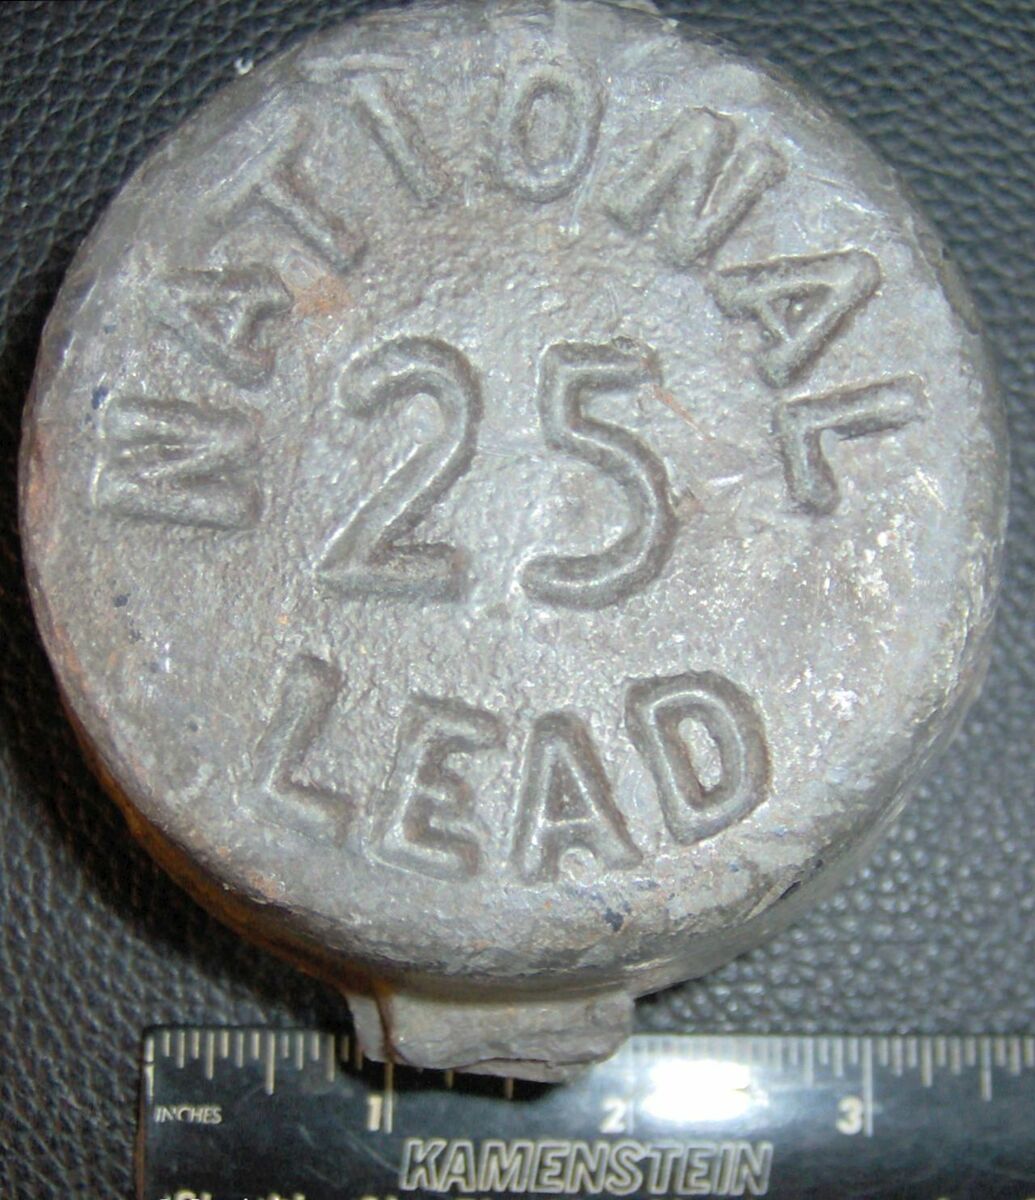 NATIONAL
25
LEAD
INCHES
1 2 3
KAMENSTEIN